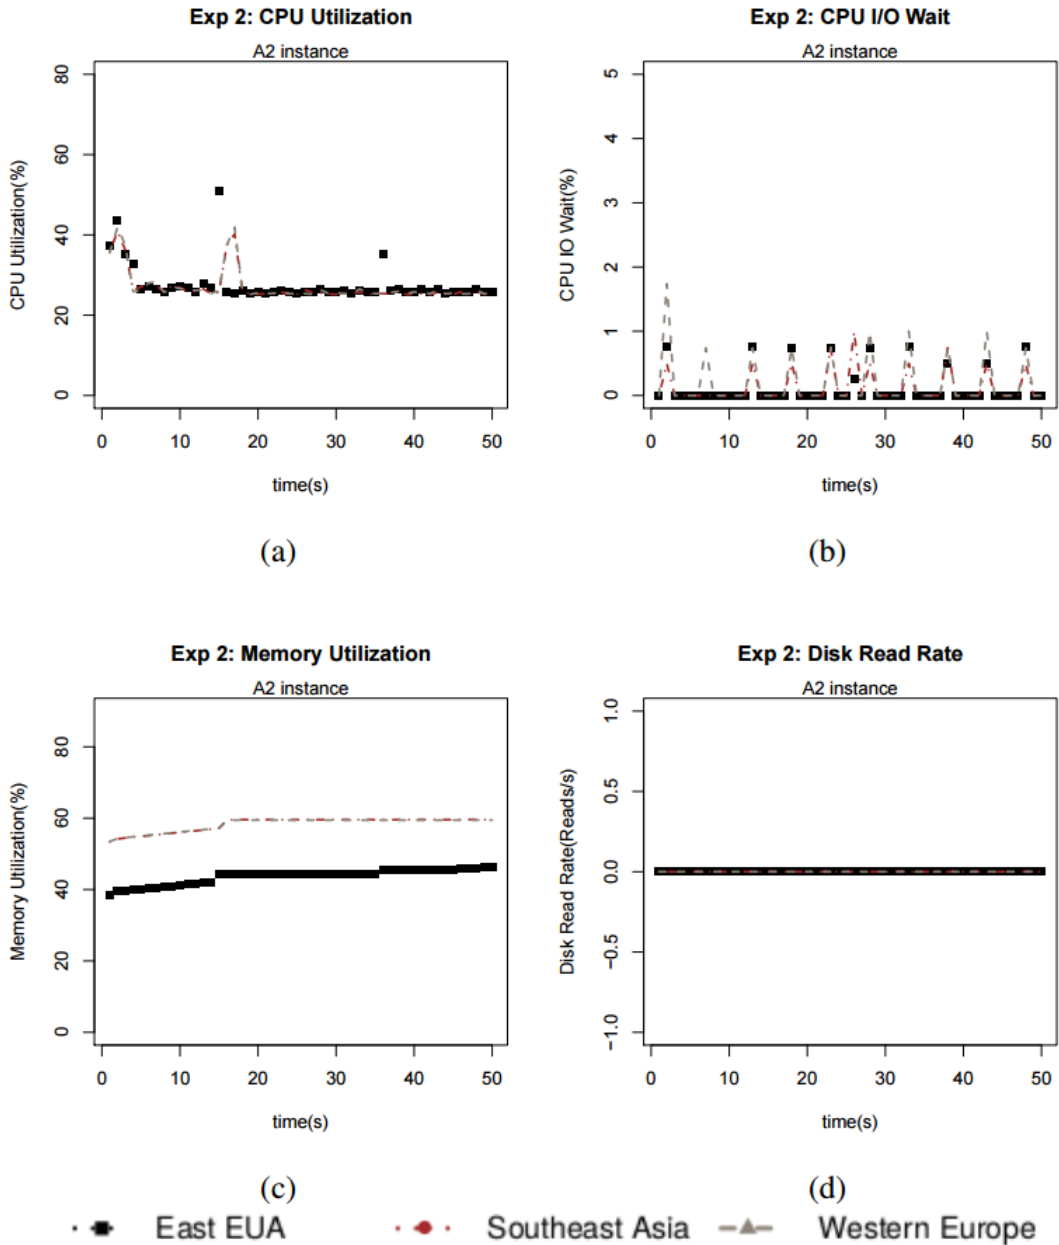 Exp 2: CPU Utilization
A2 instance
CPU Utilization(%)
80
60
40
20
0
0 10 20 30 40 50
time(s)
(a)
Exp 2: CPU I/O Wait
A2 instance
CPU IO Wait(%)
5
4
3
2
1
0
0 10 20 30 40 50
time(s)
(b)
Exp 2: Memory Utilization
A2 instance
Memory Utilization(%)
80
60
40
20
0
0 10 20 30 40 50
time(s)
(c)
Exp 2: Disk Read Rate
A2 instance
Disk Read Rate(Reads/s)
1.0
0.5
0.0
−0.5
−1.0
0 10 20 30 40 50
time(s)
(d)
East EUA Southeast Asia Western Europe